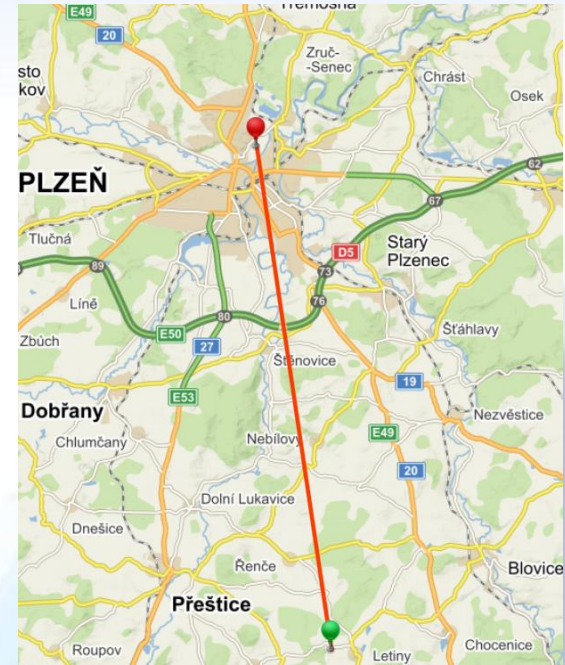 E49
Třemošná
20
Zruč-
-Senec
sto
kov
Chrást
Osek
PLZEŇ
62
67
Tlučná
D5
Starý
Plzenec
89
73
Líně
76
80
E50
Šťáhlavy
Zbúch
27
Štěnovice
E53
19
Dobřany
Nezvěstice
Chlumčany
Nebílovy
E49
20
Dolní Lukavice
Dnešice
Řenče
Blovice
Přeštice
Roupov
Letiny
Chocenice